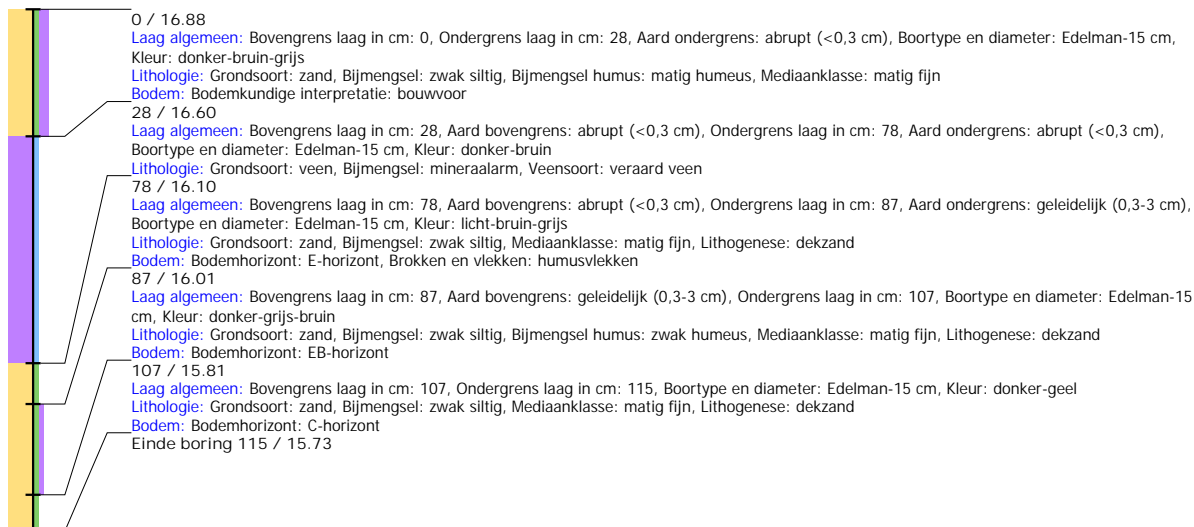 0 / 16.88
Laag algemeen: Bovengrens laag in cm: 0, Ondergrens laag in cm: 28, Aard ondergrens: abrupt (<0,3 cm), Boortype en diameter: Edelman-15 cm,
Kleur: donker-bruin-grijs
Lithologie: Grondsoort: zand, Bijmengsel: zwak siltig, Bijmengsel humus: matig humeus, Mediaanklasse: matig fijn
Bodem: Bodemkundige interpretatie: bouwvoor
28 / 16.60
Laag algemeen: Bovengrens laag in cm: 28, Aard bovengrens: abrupt (<0,3 cm), Ondergrens laag in cm: 78, Aard ondergrens: abrupt (<0,3 cm),
Boortype en diameter: Edelman-15 cm, Kleur: donker-bruin
Lithologie: Grondsoort: veen, Bijmengsel: mineraalarm, Veensoort: veraard veen
78 / 16.10
Laag algemeen: Bovengrens laag in cm: 78, Aard bovengrens: abrupt (<0,3 cm), Ondergrens laag in cm: 87, Aard ondergrens: geleidelijk (0,3-3 cm),
Boortype en diameter: Edelman-15 cm, Kleur: licht-bruin-grijs
Lithologie: Grondsoort: zand, Bijmengsel: zwak siltig, Mediaanklasse: matig fijn, Lithogenese: dekzand
Bodem: Bodemhorizont: E-horizont, Brokken en vlekken: humusvlekken
87 / 16.01
Laag algemeen: Bovengrens laag in cm: 87, Aard bovengrens: geleidelijk (0,3-3 cm), Ondergrens laag in cm: 107, Boortype en diameter: Edelman-15
cm, Kleur: donker-grijs-bruin
Lithologie: Grondsoort: zand, Bijmengsel: zwak siltig, Bijmengsel humus: zwak humeus, Mediaanklasse: matig fijn, Lithogenese: dekzand
Bodem: Bodemhorizont: EB-horizont
107 / 15.81
Laag algemeen: Bovengrens laag in cm: 107, Ondergrens laag in cm: 115, Boortype en diameter: Edelman-15 cm, Kleur: donker-geel
Lithologie: Grondsoort: zand, Bijmengsel: zwak siltig, Mediaanklasse: matig fijn, Lithogenese: dekzand
Bodem: Bodemhorizont: C-horizont
Einde boring 115 / 15.73